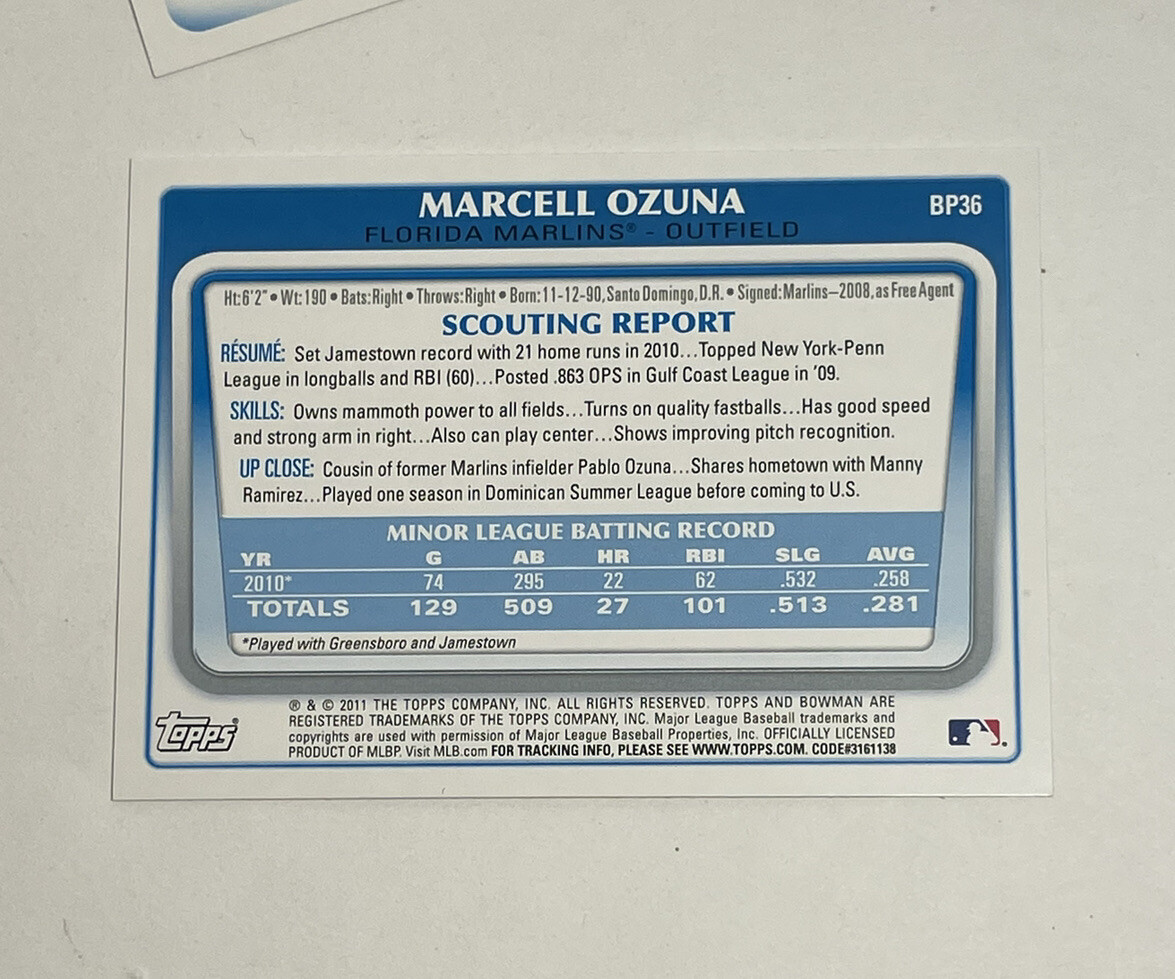 MARCELL OZUNA
BP36
FLORIDA MARLINS® - OUTFIELD
Ht:6'2" • Wt:190 • Bats:Right • Throws:Right • Born:11-12-90, Santo Domingo, D.R. • Signed:Marlins–2008, as Free Agent
SCOUTING REPORT
RÉSUMÉ: Set Jamestown record with 21 home runs in 2010...Topped New York-Penn
League in longballs and RBI (60)...Posted .863 OPS in Gulf Coast League in '09.
SKILLS: Owns mammoth power to all fields...Turns on quality fastballs...Has good speed
and strong arm in right...Also can play center...Shows improving pitch recognition.
UP CLOSE: Cousin of former Marlins infielder Pablo Ozuna...Shares hometown with Manny
Ramirez...Played one season in Dominican Summer League before coming to U.S.
MINOR LEAGUE BATTING RECORD
YR G AB HR RBI SLG AVG
2010* 74 295 22 62 .532 .258
TOTALS 129 509 27 101 .513 .281
*Played with Greensboro and Jamestown
® & © 2011 THE TOPPS COMPANY, INC. ALL RIGHTS RESERVED. TOPPS AND BOWMAN ARE
REGISTERED TRADEMARKS OF THE TOPPS COMPANY, INC. Major League Baseball trademarks and
copyrights are used with permission of Major League Baseball Properties, Inc. OFFICIALLY LICENSED
PRODUCT OF MLBP. Visit MLB.com FOR TRACKING INFO, PLEASE SEE WWW.TOPPS.COM. CODE#3161138
Topps®